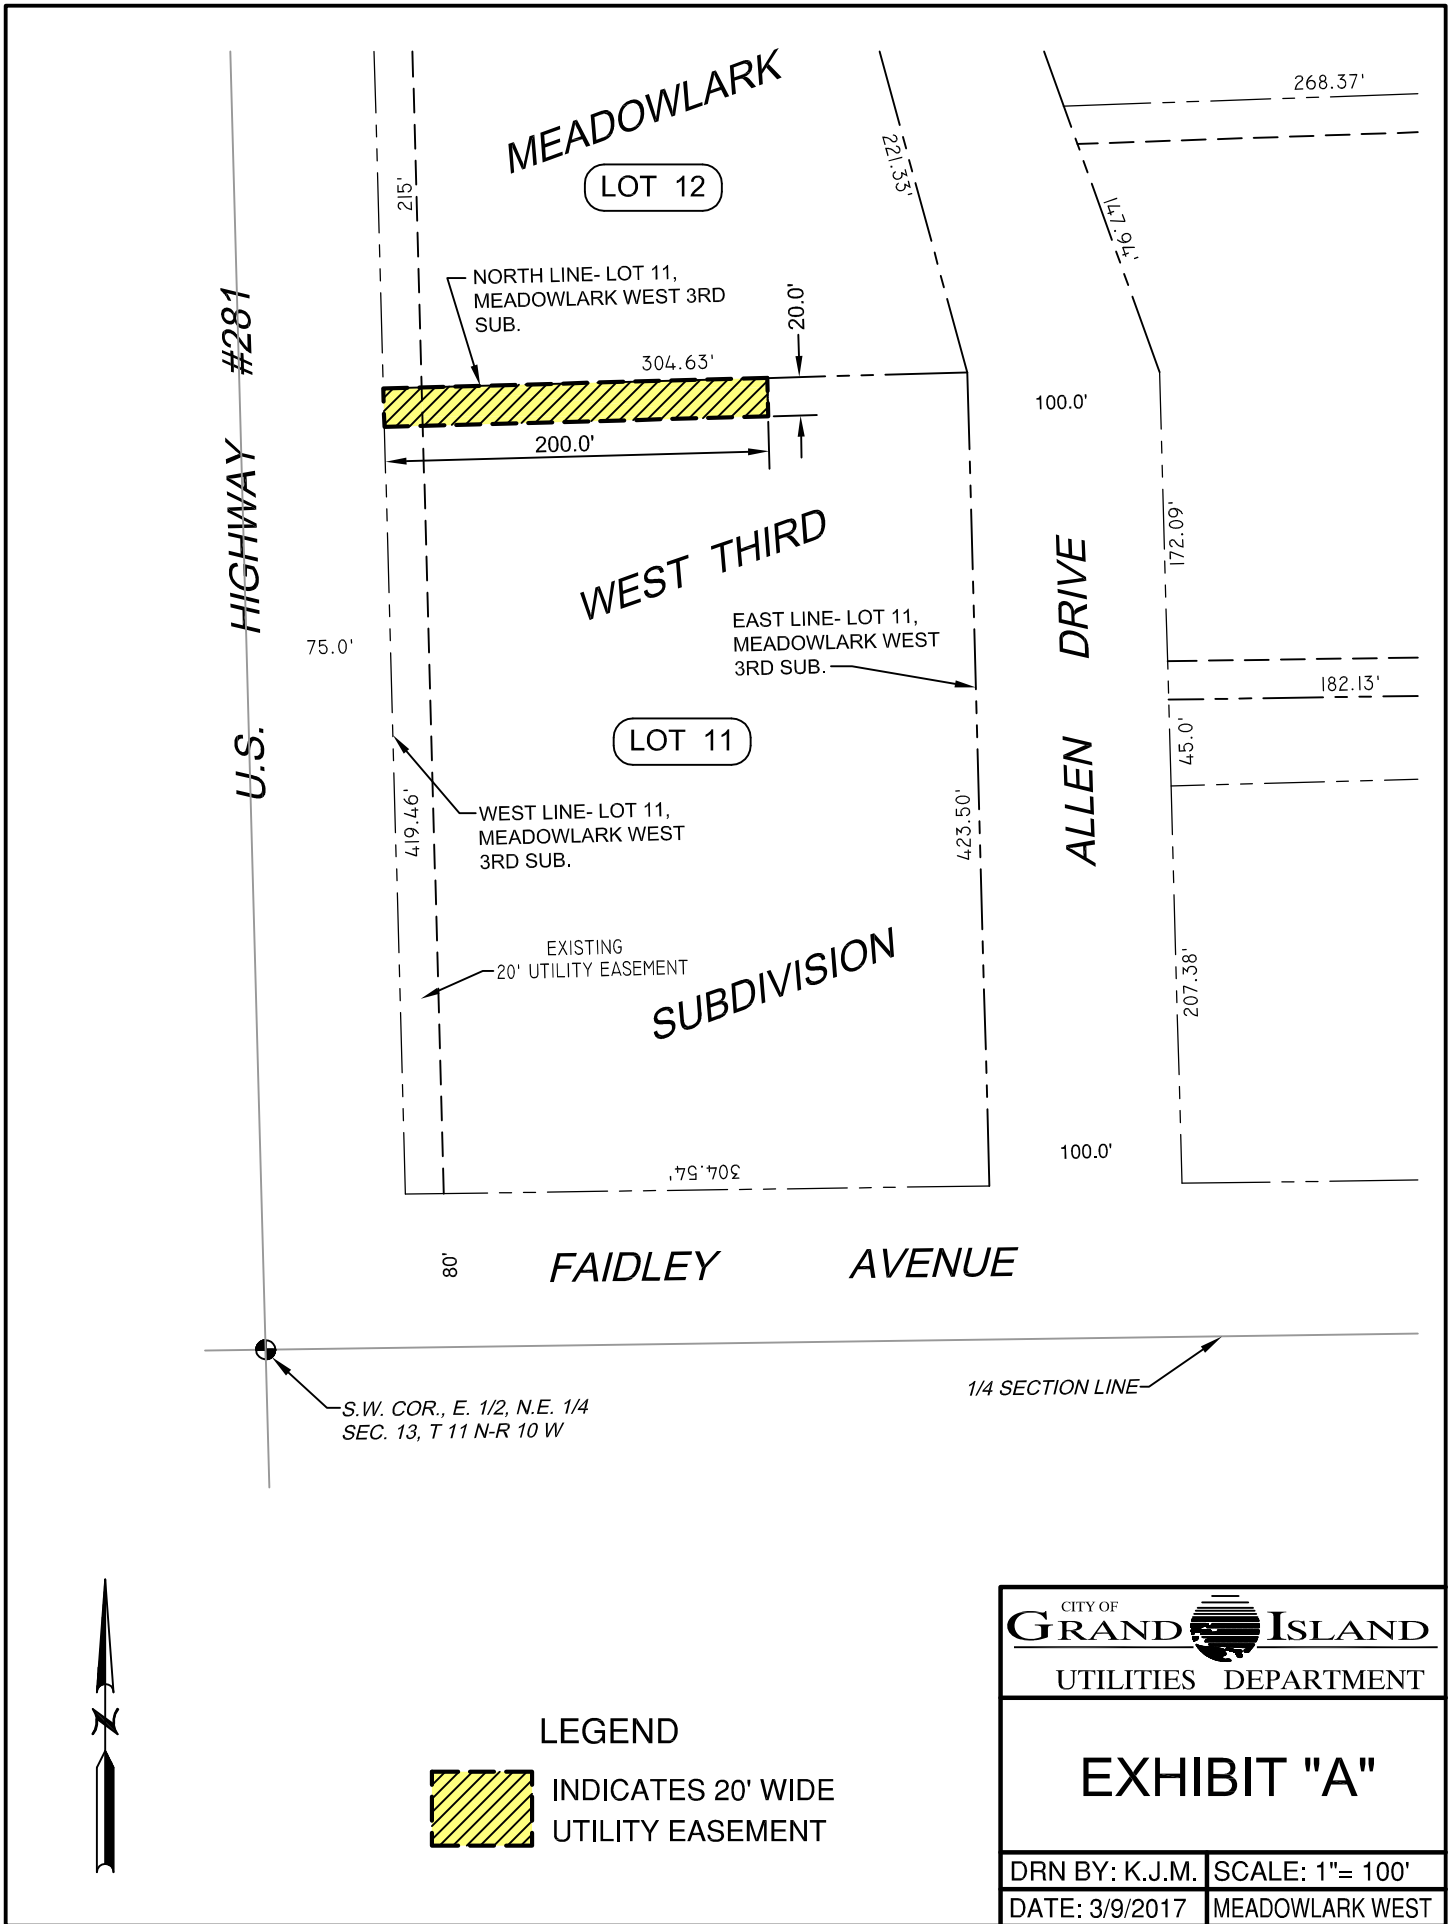 MEADOWLARK
268.37'
221.33'
LOT 12
215'
147.94'
NORTH LINE- LOT 11,
MEADOWLARK WEST 3RD
SUB.
20.0'
304.63'
100.0'
200.0'
U.S. HIGHWAY #281
WEST THIRD
172.09'
ALLEN DRIVE
EAST LINE- LOT 11,
MEADOWLARK WEST
3RD SUB.
75.0'
182.13'
45.0'
LOT 11
WEST LINE- LOT 11,
MEADOWLARK WEST
3RD SUB.
419.46'
423.50'
EXISTING
20' UTILITY EASEMENT
SUBDIVISION
207.38'
100.0'
304.54'
80'
FAIDLEY AVENUE
1/4 SECTION LINE
S.W. COR., E. 1/2, N.E. 1/4
SEC. 13, T 11 N-R 10 W
N
LEGEND
INDICATES 20' WIDE
UTILITY EASEMENT
CITY OF
GRAND ISLAND
UTILITIES DEPARTMENT
EXHIBIT "A"
DRN BY: K.J.M.
SCALE: 1"= 100'
DATE: 3/9/2017
MEADOWLARK WEST